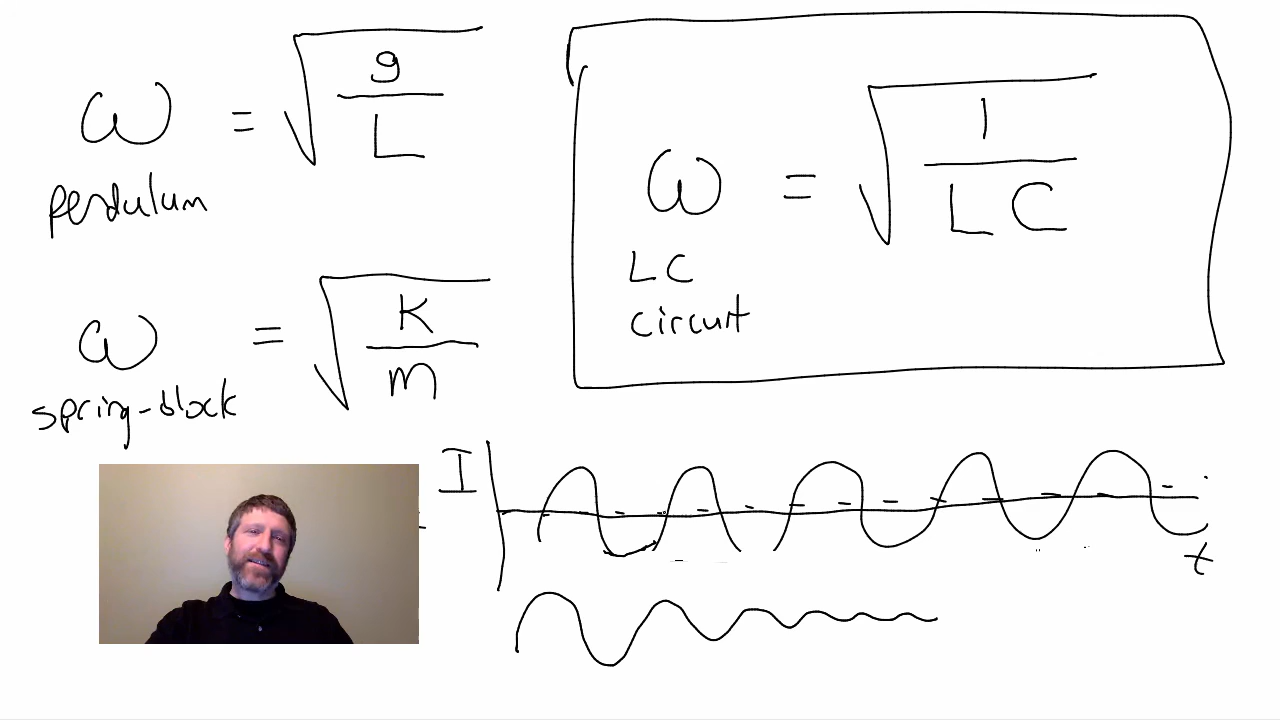 ω = √(g/L)
pendulum
ω = √(K/m)
spring-block
ω = √(1/LC)
LC
circuit
I
t